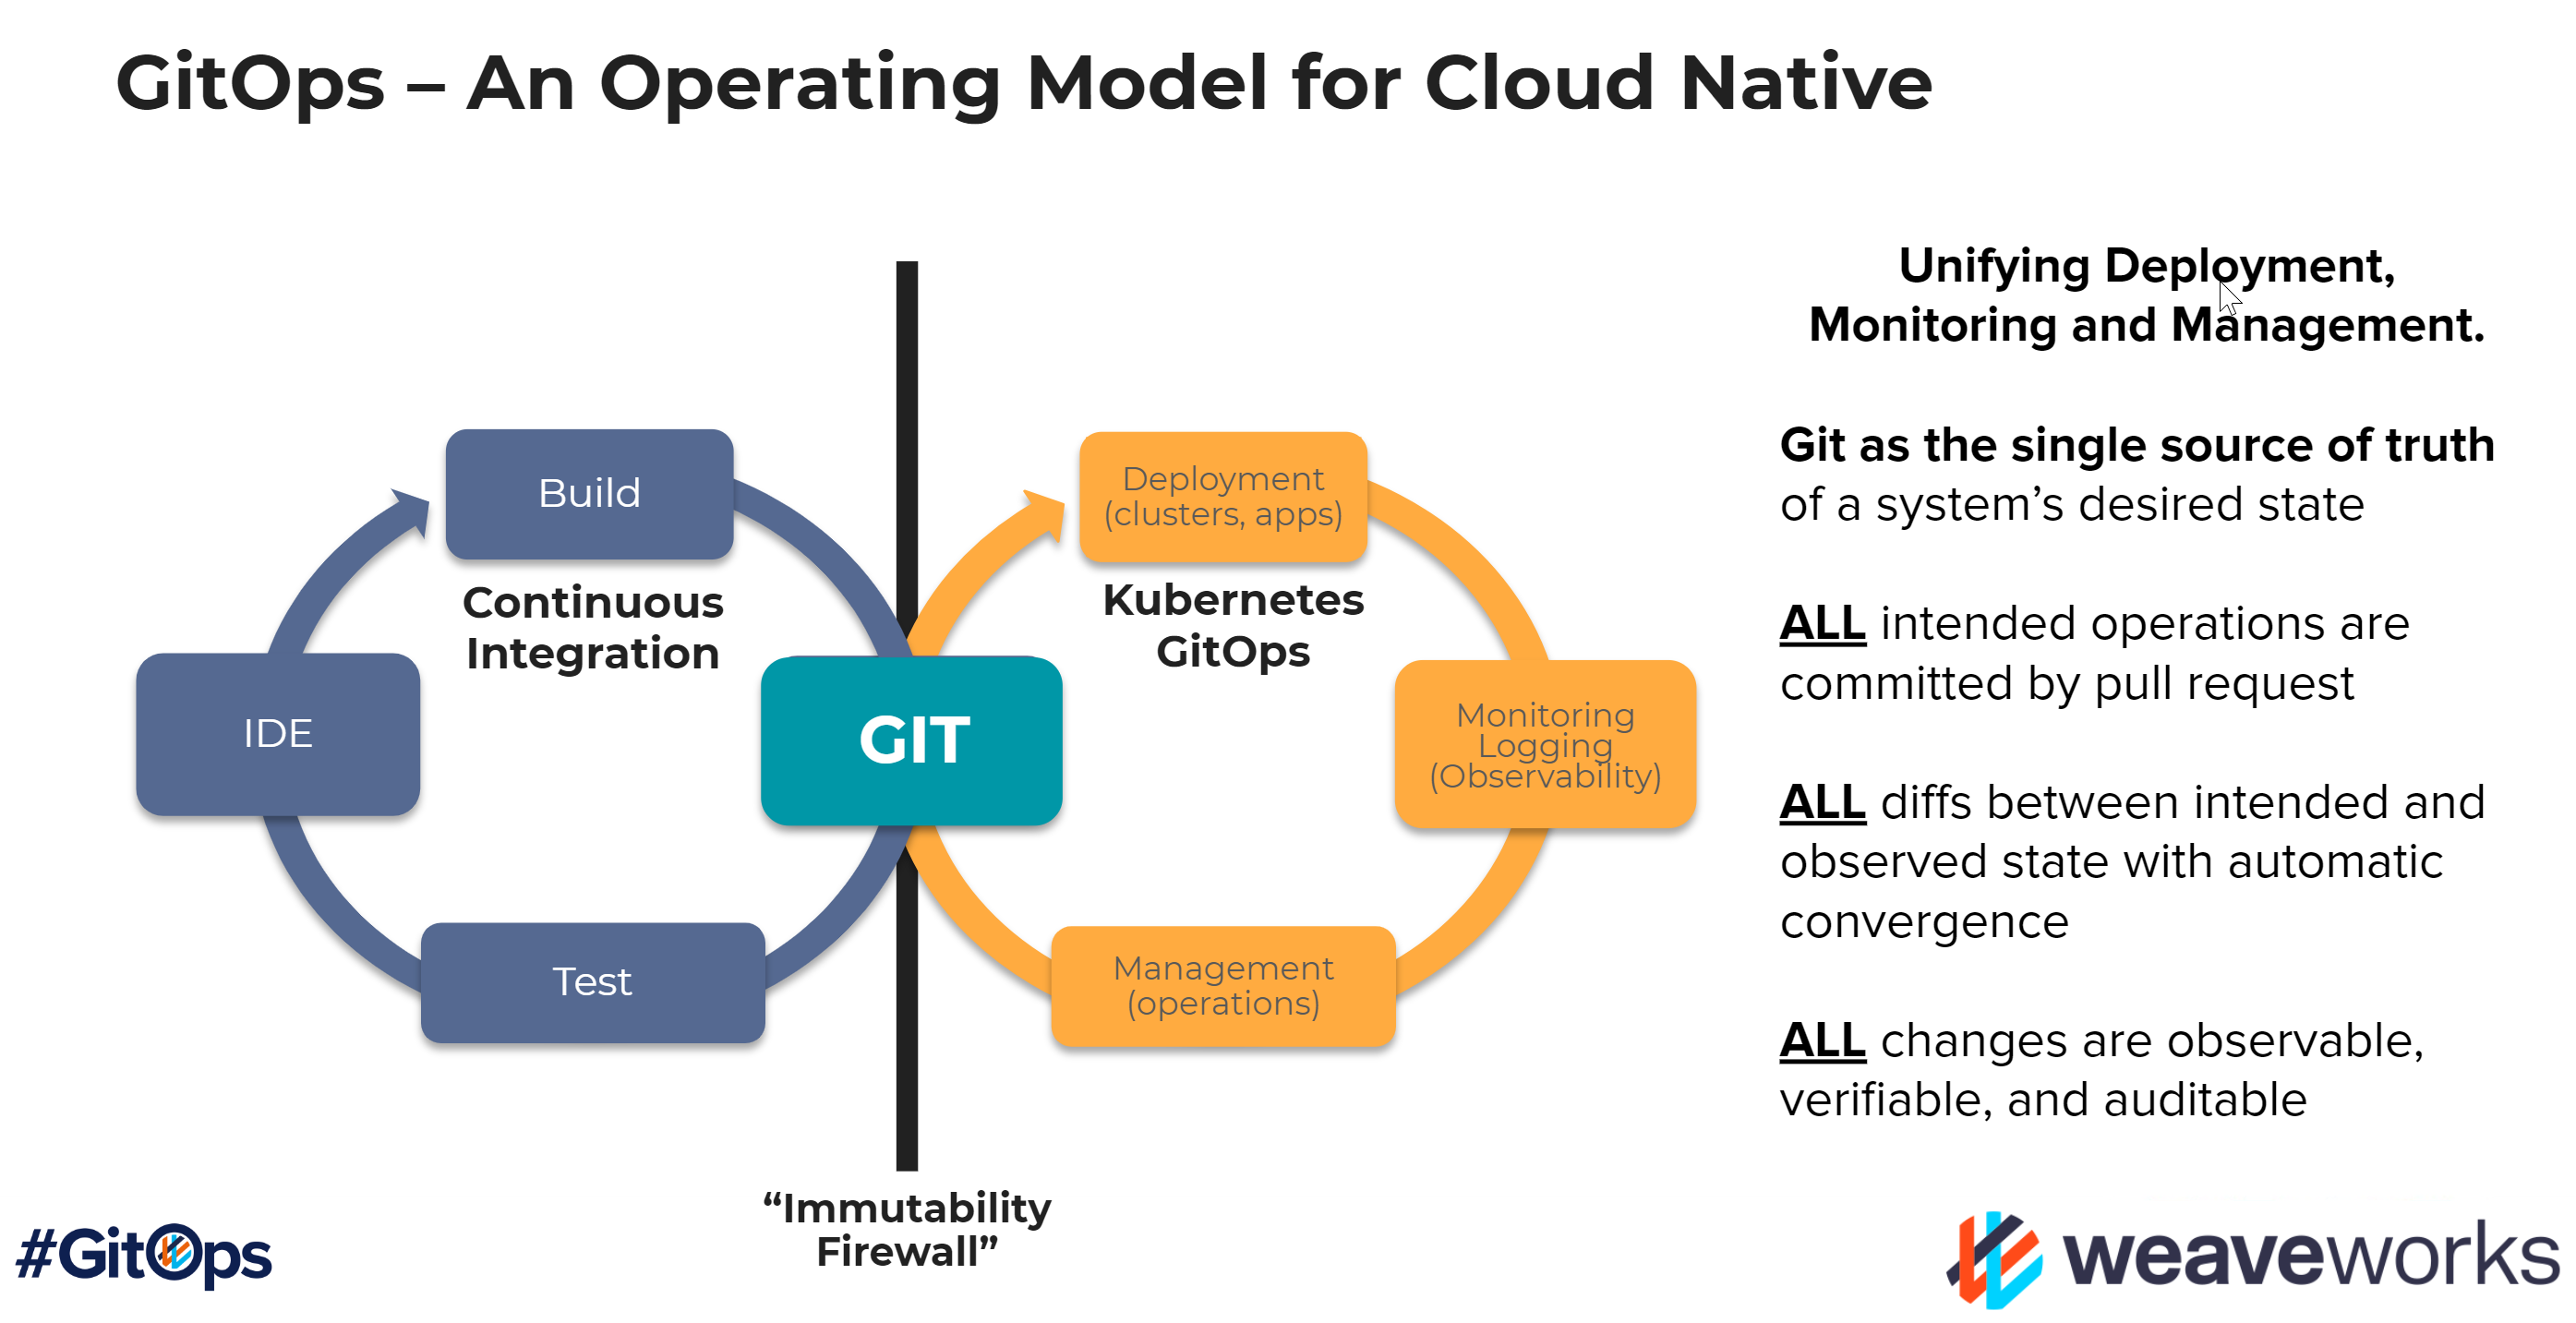 GitOps – An Operating Model for Cloud Native
Build
Continuous
Integration
IDE
GIT
Test
Deployment
(clusters, apps)
Kubernetes
GitOps
Monitoring
Logging
(Observability)
Management
(operations)
“Immutability
Firewall”
Unifying Deployment,
Monitoring and Management.
Git as the single source of truth
of a system’s desired state
ALL intended operations are
committed by pull request
ALL diffs between intended and
observed state with automatic
convergence
ALL changes are observable,
verifiable, and auditable
#GitOps
weaveworks